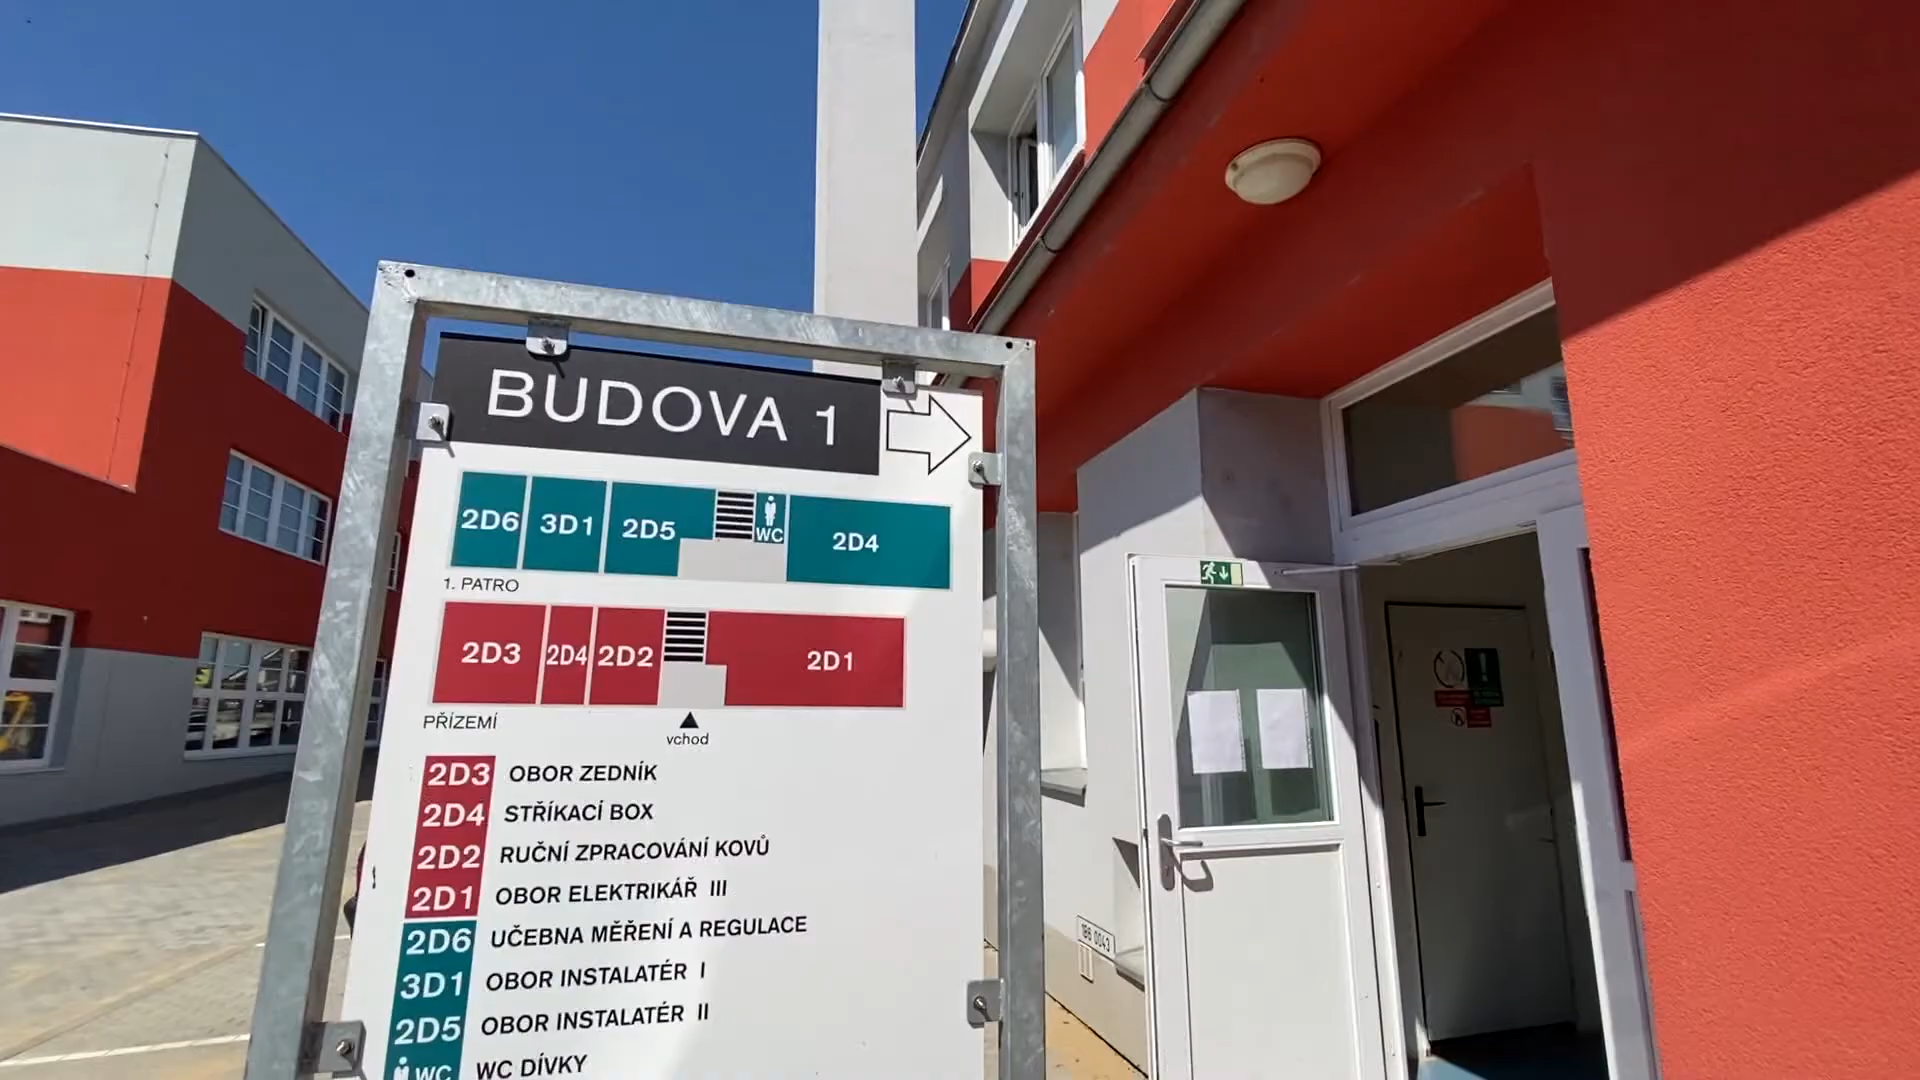 BUDOVA 1
2D6 3D1 2D5 WC 2D4
1. PATRO
2D3 2D4 2D2 2D1
PŘÍZEMÍ
vchod
2D3 OBOR ZEDNÍK
2D4 STŘÍKACÍ BOX
2D2 RUČNÍ ZPRACOVÁNÍ KOVŮ
2D1 OBOR ELEKTRIKÁŘ III
2D6 UČEBNA MĚŘENÍ A REGULACE
3D1 OBOR INSTALATÉR I
2D5 OBOR INSTALATÉR II
WC WC DÍVKY
186 0043